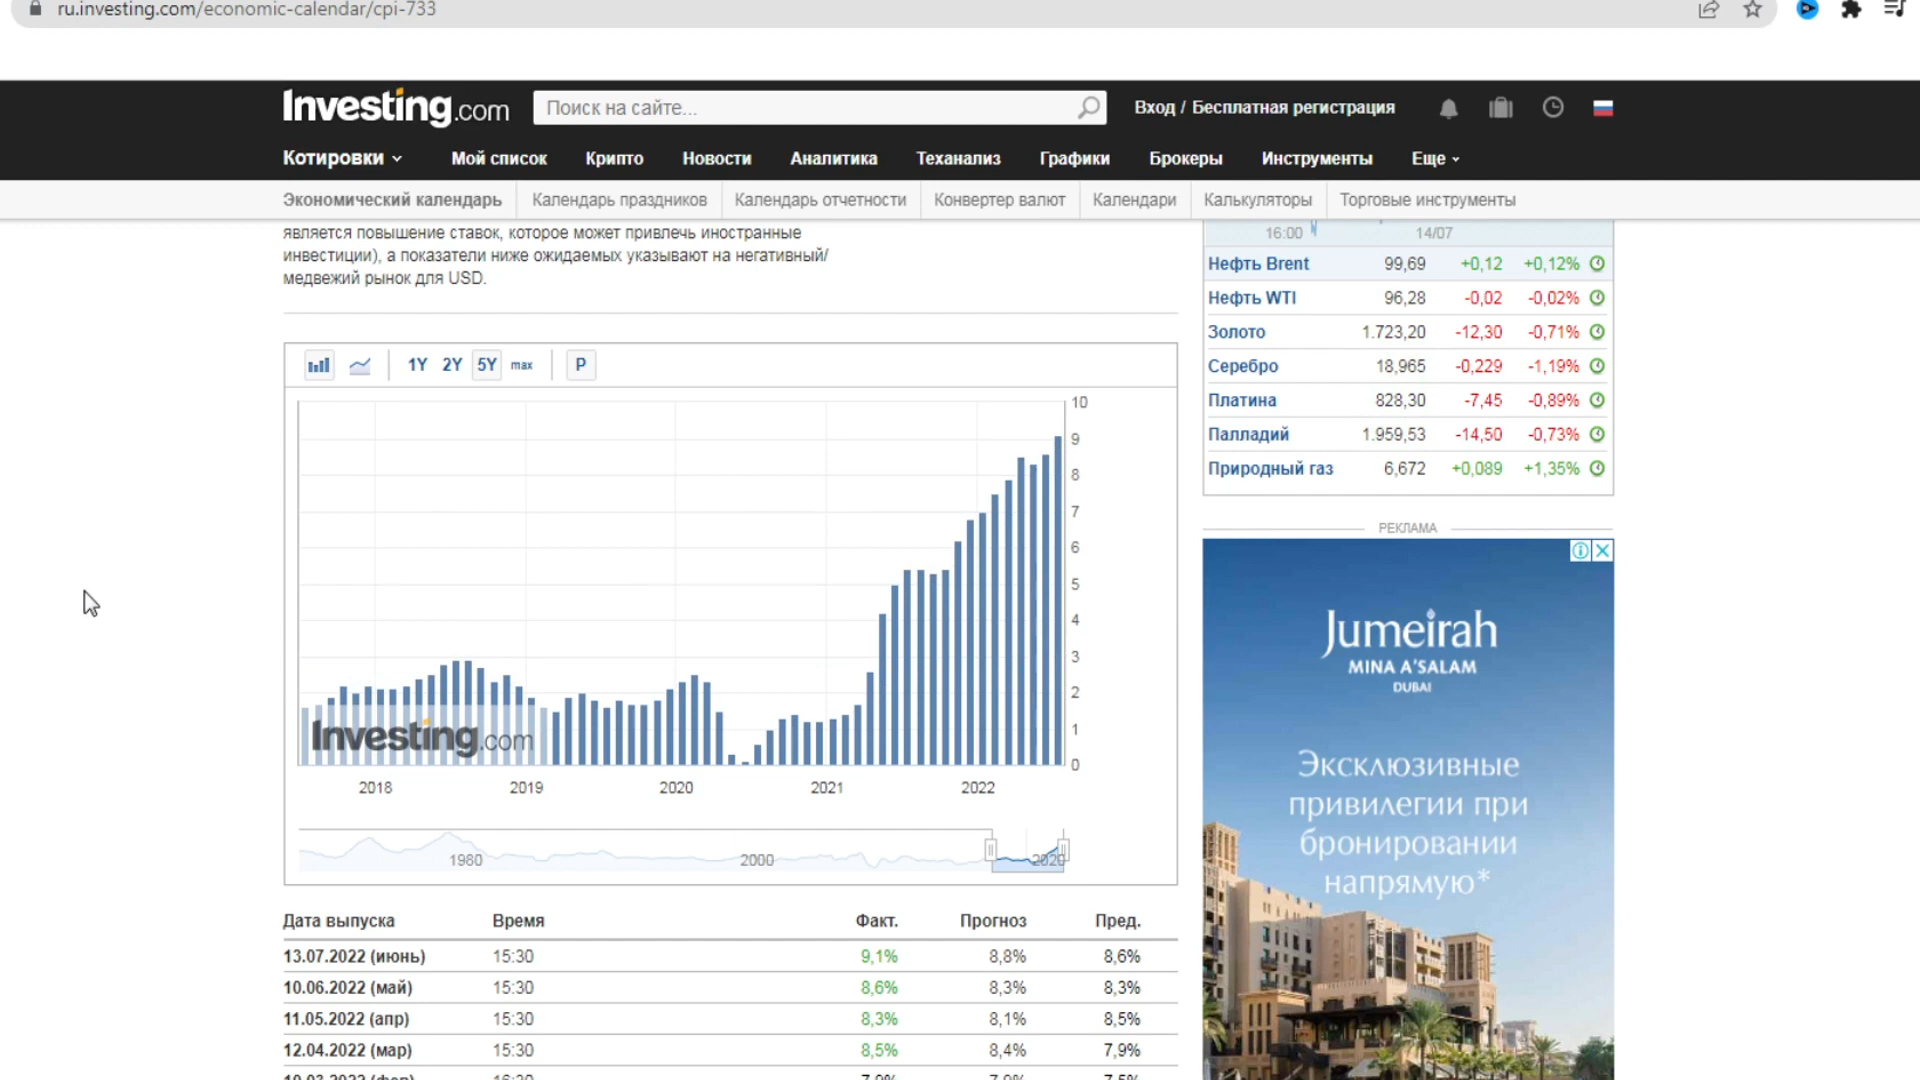 ru.investing.com/economic-calendar/cpi-733
Investing.com
Поиск на сайте...
Вход / Бесплатная регистрация
Котировки
Мой список
Крипто
Новости
Аналитика
Теханализ
Графики
Брокеры
Инструменты
Еще
Экономический календарь
Календарь праздников
Календарь отчетности
Конвертер валют
Календари
Калькуляторы
Торговые инструменты
является повышение ставок, которое может привлечь иностранные
инвестиции), а показатели ниже ожидаемых указывают на негативный/
медвежий рынок для USD.
1Y 2Y 5Y max P
10
9
8
7
6
5
4
3
2
1
0
Investing.com
2018 2019 2020 2021 2022
1980 2000 2020
Дата выпуска Время Факт. Прогноз Пред.
13.07.2022 (июнь) 15:30 9,1% 8,8% 8,6%
10.06.2022 (май) 15:30 8,6% 8,3% 8,3%
11.05.2022 (апр) 15:30 8,3% 8,1% 8,5%
12.04.2022 (мар) 15:30 8,5% 8,4% 7,9%
16:00 14/07
Нефть Brent 99,69 +0,12 +0,12%
Нефть WTI 96,28 -0,02 -0,02%
Золото 1.723,20 -12,30 -0,71%
Серебро 18,965 -0,229 -1,19%
Платина 828,30 -7,45 -0,89%
Палладий 1.959,53 -14,50 -0,73%
Природный газ 6,672 +0,089 +1,35%
РЕКЛАМА
Jumeirah
MINA A'SALAM
DUBAI
Эксклюзивные
привилегии при
бронировании
напрямую*